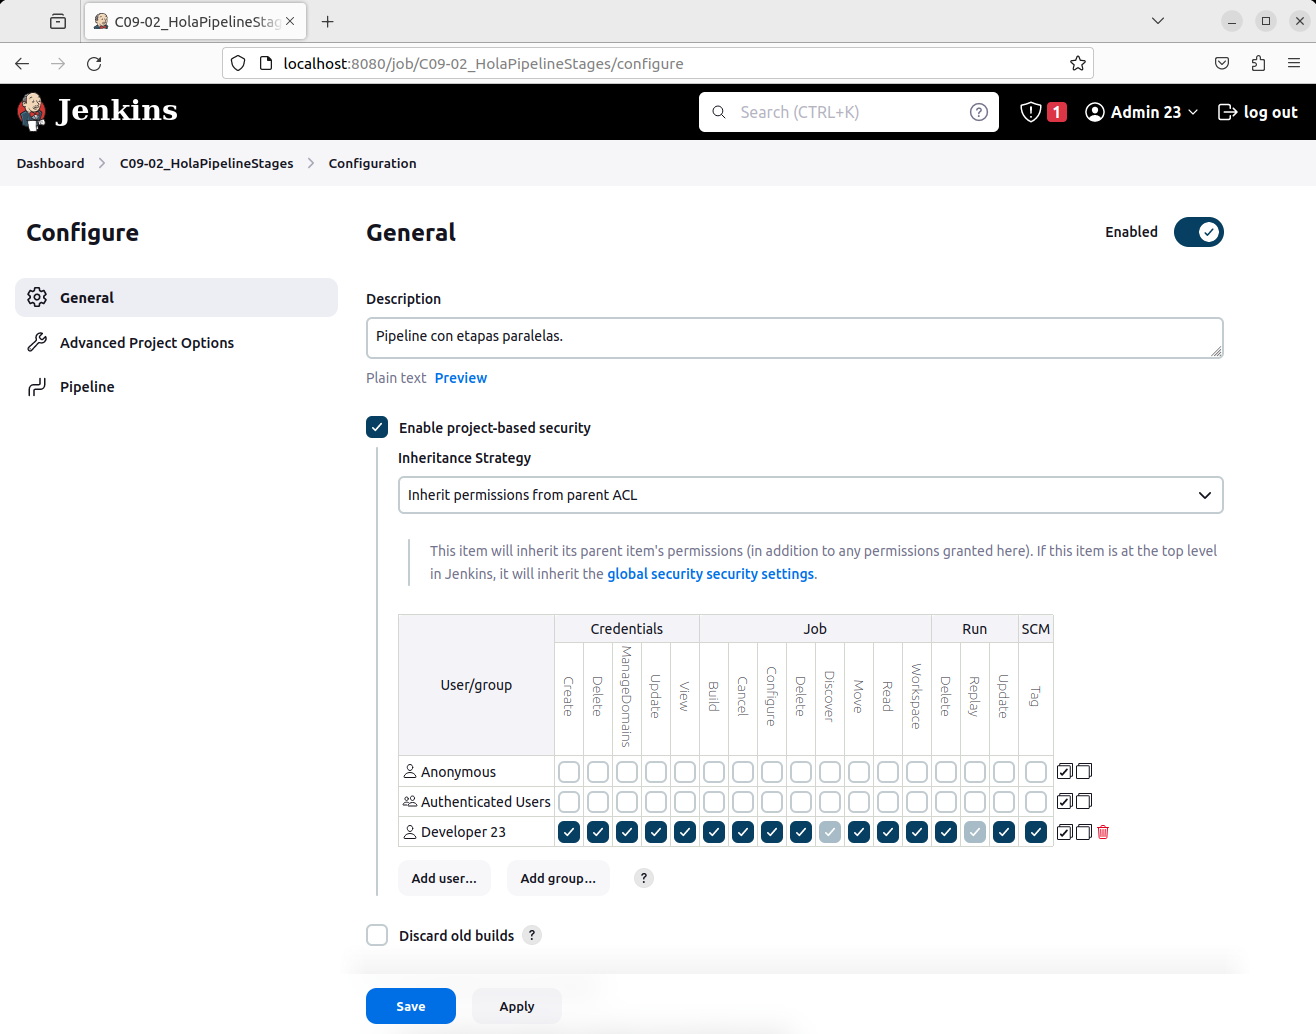 C09-02_HolaPipelineStag
localhost:8080/job/C09-02_HolaPipelineStages/configure
Jenkins
Search (CTRL+K)
?
1
Admin 23
log out
Dashboard
C09-02_HolaPipelineStages
Configuration
Configure
General
Advanced Project Options
Pipeline
General
Enabled
Description
Pipeline con etapas paralelas.
Plain text Preview
Enable project-based security
Inheritance Strategy
Inherit permissions from parent ACL
This item will inherit its parent item's permissions (in addition to any permissions granted here). If this item is at the top level
in Jenkins, it will inherit the global security security settings.
User/group
Credentials
Job
Run
SCM
Create
Delete
ManageDomains
Update
View
Build
Cancel
Configure
Delete
Discover
Move
Read
Workspace
Delete
Replay
Update
Tag
Anonymous
Authenticated Users
Developer 23
Add user...
Add group...
?
Discard old builds
?
Save
Apply